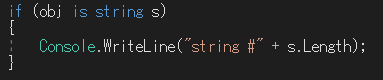 if (obj is string s)
{
    Console.WriteLine("string #" + s.Length);
}